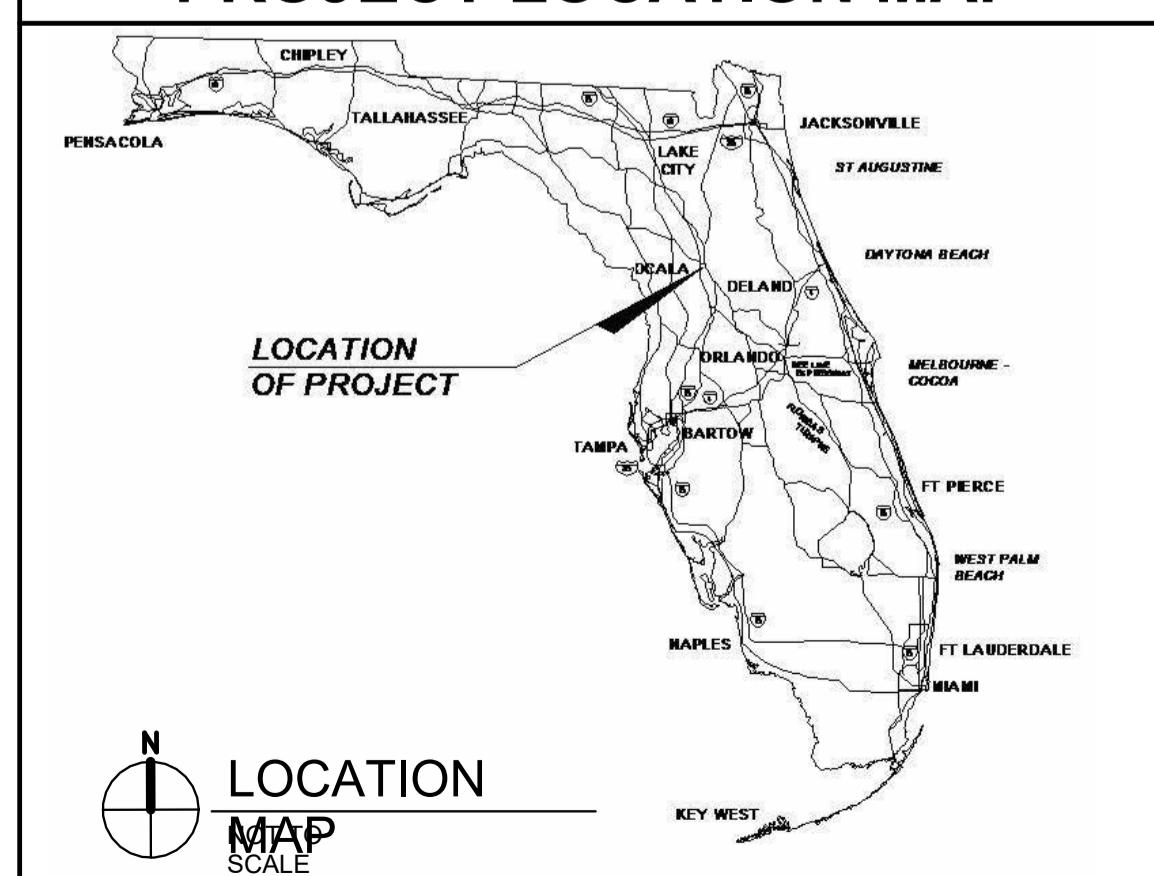 PROJECT LOCATION MAP
CHIPLEY
TALLAHASSEE
PENSACOLA
JACKSONVILLE
LAKE
CITY
ST AUGUSTINE
DAYTONA BEACH
OCALA
DELAND
LOCATION
OF PROJECT
ORLANDO
MELBOURNE -
COCOA
TAMPA
BARTOW
FT PIERCE
WEST PALM
BEACH
NAPLES
FT LAUDERDALE
MIAMI
KEY WEST
N
LOCATION
MAP
NOT TO
SCALE